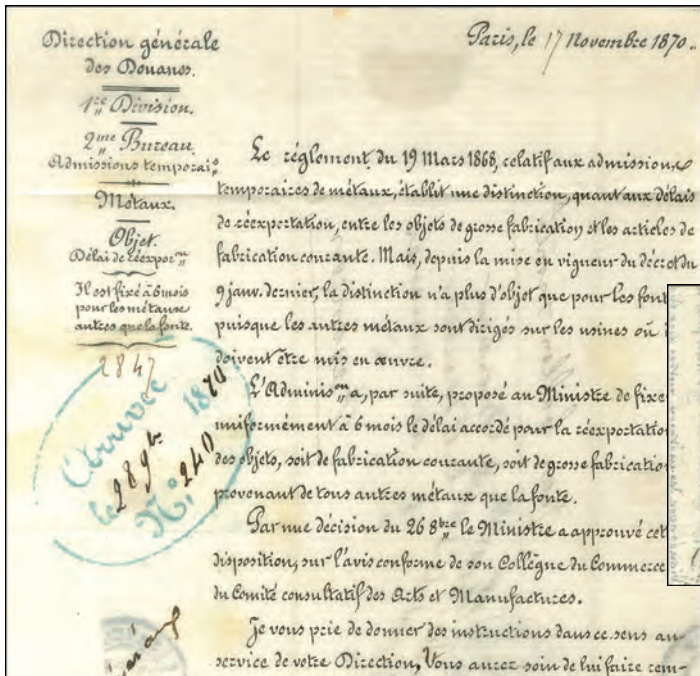 Direction générale
des Douanes.
1re Division.
2me Bureau.
Admissions temporaires
Métaux.
Objet.
Délai de réexporon
Il est fixé à 6 mois
pour les métaux
autres que la fonte.
2847
Arrivée 1870
le 28 9bre
N° 240
Paris, le 17 Novembre 1870.
Le réglement du 19 Mars 1868, relatif aux admissions
temporaires de métaux, établit une distinction, quant aux délais
de réexportation, entre les objets de grosse fabrication et les articles de
fabrication courante. Mais, depuis la mise en vigueur du décret du
9 janv. dernier, la distinction n'a plus d'objet que pour les font
puisque les autres métaux sont dirigés sur les usines où
doivent être mis en œuvre.
L'Adminison a, par suite, proposé au Ministre de fixe
uniformément à 6 mois le délai accordé pour la réexportatio
des objets, soit de fabrication courante, soit de grosse fabricatio
provenant de tous autres métaux que la fonte.
Par une décision du 26 8bre le Ministre a approuvé cet
disposition, sur l'avis conforme de son Collègue du Commerce
du Comité consultatif des Arts et Manufactures.
Je vous prie de donner des instructions dans ce sens au
service de votre Direction, Vous aurez soin de lui faire rem-